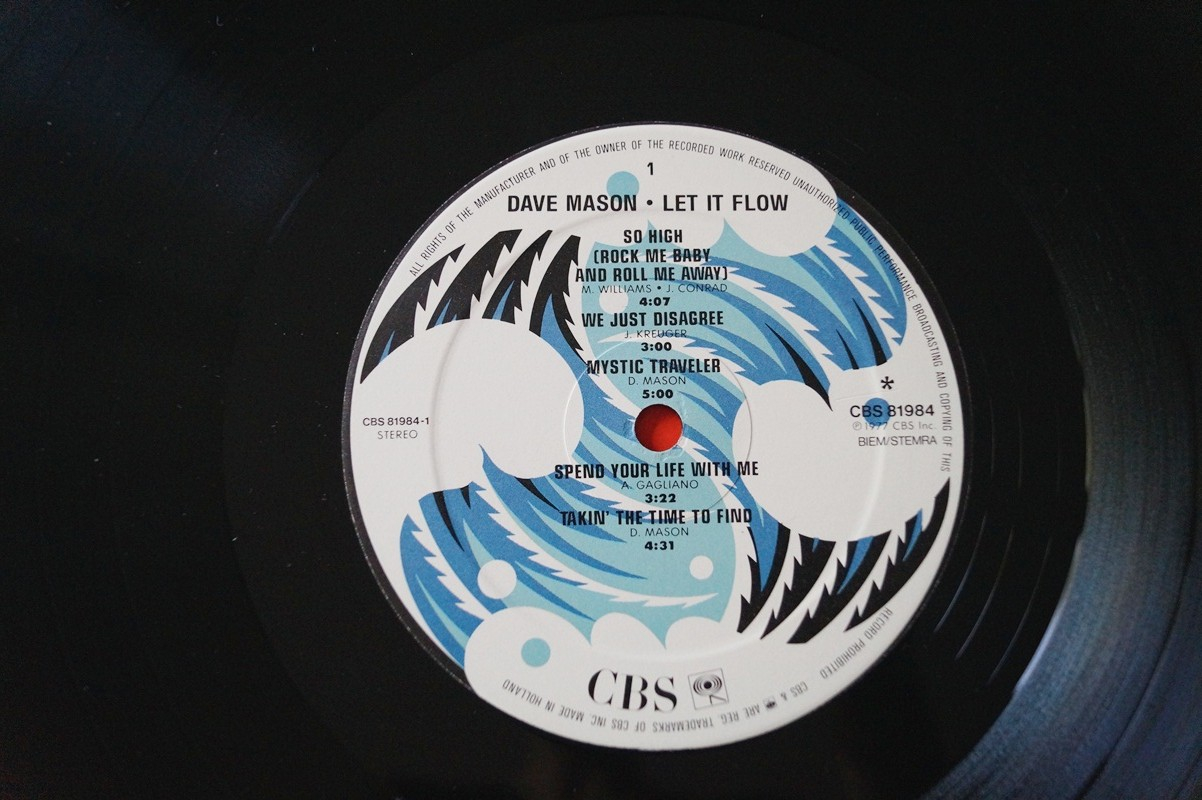 1
DAVE MASON • LET IT FLOW
SO HIGH
(ROCK ME BABY
AND ROLL ME AWAY)
M. WILLIAMS • J. CONRAD
4:07
WE JUST DISAGREE
J. KREUGER
3:00
MYSTIC TRAVELER
D. MASON
5:00
CBS 81984-1
STEREO
*
CBS 81984
℗ 1977 CBS Inc.
BIEM/STEMRA
SPEND YOUR LIFE WITH ME
A. GAGLIANO
3:22
TAKIN' THE TIME TO FIND
D. MASON
4:31
CBS
ALL RIGHTS OF THE MANUFACTURER AND OF THE OWNER OF THE RECORDED WORK RESERVED UNAUTHORIZED PUBLIC PERFORMANCE BROADCASTING AND COPYING OF THIS RECORD PROHIBITED
CBS & ARE REG. TRADEMARKS OF CBS INC. MADE IN HOLLAND